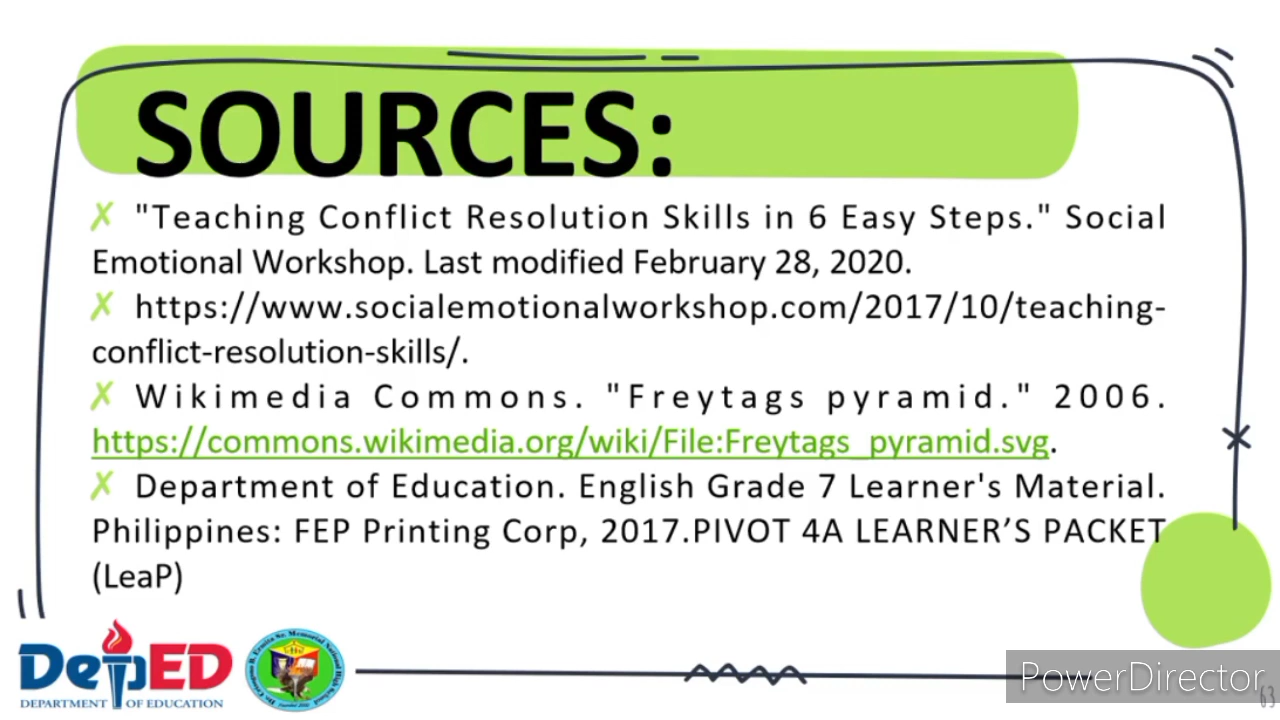 SOURCES:
✗ "Teaching Conflict Resolution Skills in 6 Easy Steps." Social
Emotional Workshop. Last modified February 28, 2020.
✗ https://www.socialemotionalworkshop.com/2017/10/teaching-
conflict-resolution-skills/.
✗ Wikimedia Commons. "Freytags pyramid." 2006.
https://commons.wikimedia.org/wiki/File:Freytags_pyramid.svg.
✗ Department of Education. English Grade 7 Learner's Material.
Philippines: FEP Printing Corp, 2017.PIVOT 4A LEARNER’S PACKET
(LeaP)
DepED
DEPARTMENT OF EDUCATION
PowerDirector
63